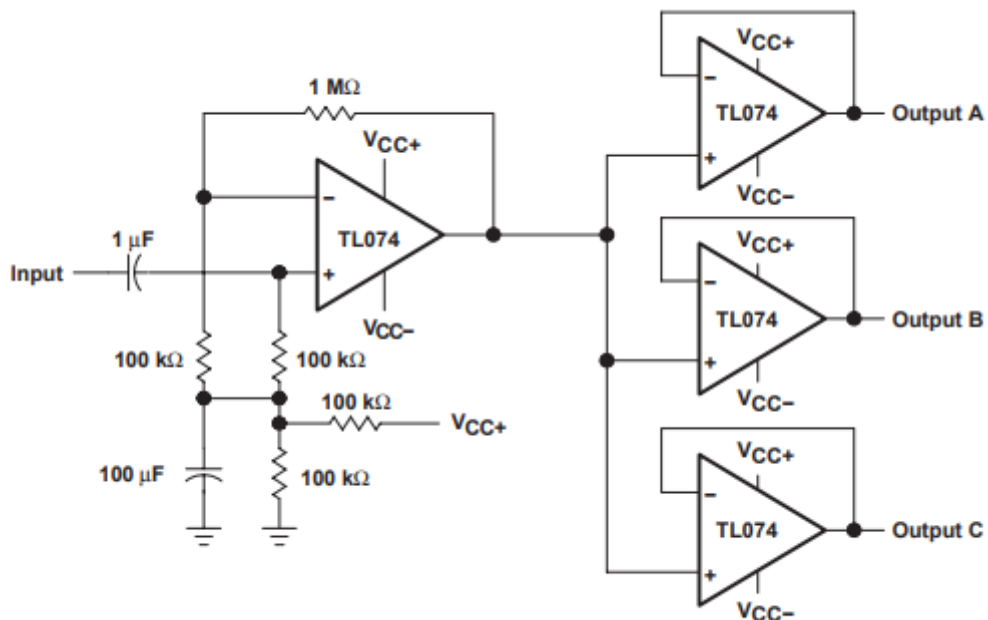 1 MΩ
VCC+
−
TL074
+
VCC−
1 μF
Input
100 kΩ
100 kΩ
100 kΩ
VCC+
100 μF
100 kΩ
VCC+
−
TL074
+
VCC−
Output A
VCC+
−
TL074
+
VCC−
Output B
VCC+
−
TL074
+
VCC−
Output C